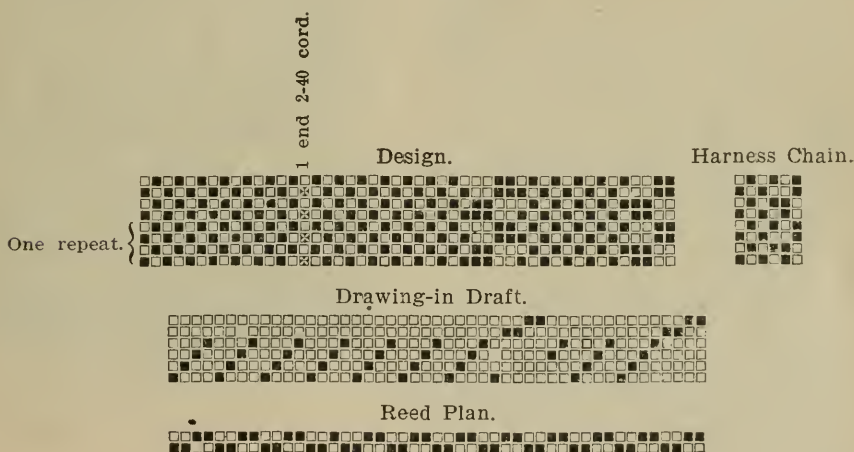 1 end 2-40 cord.
Design.
Harness Chain.
One repeat.
Drawing-in Draft.
Reed Plan.